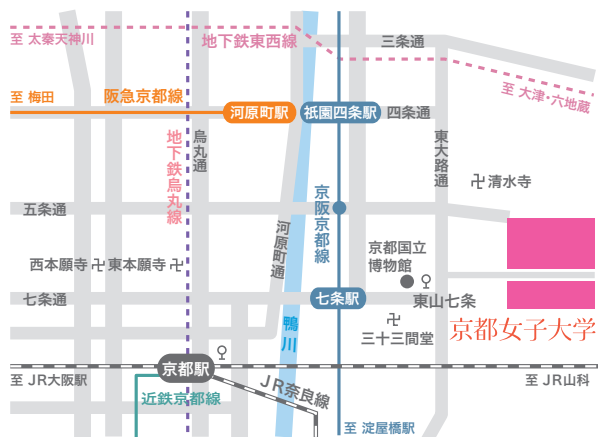 至 太秦天神川
地下鉄東西線
三条通
至 大津・六地蔵
至 梅田
阪急京都線
河原町駅
祇園四条駅
四条通
地下鉄烏丸線
烏丸通
東大路通
清水寺
京阪京都線
五条通
河原町通
京都国立
博物館
西本願寺
東本願寺
七条通
七条駅
東山七条
鴨川
三十三間堂
京都女子大学
京都駅
至 JR大阪駅
JR奈良線
至 JR山科
近鉄京都線
至 淀屋橋駅